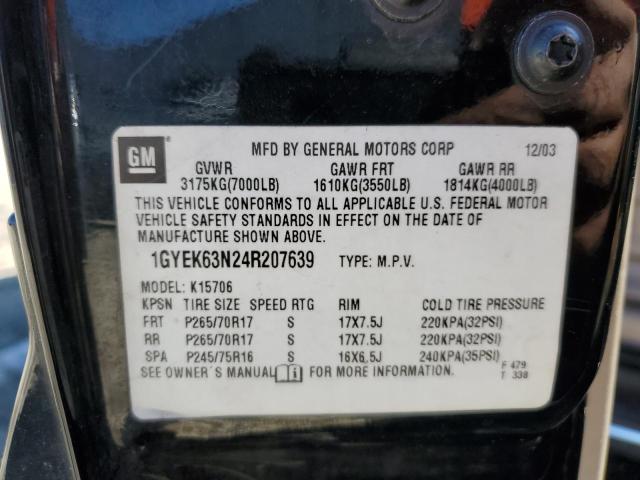 GM
MFD BY GENERAL MOTORS CORP 12/03
GVWR GAWR FRT GAWR RR
3175KG(7000LB) 1610KG(3550LB) 1814KG(4000LB)
THIS VEHICLE CONFORMS TO ALL APPLICABLE U.S. FEDERAL MOTOR
VEHICLE SAFETY STANDARDS IN EFFECT ON THE DATE OF
MANUFACTURE SHOWN ABOVE.
1GYEK63N24R207639 TYPE: M.P.V.
MODEL: K15706
KPSN TIRE SIZE SPEED RTG RIM COLD TIRE PRESSURE
FRT P265/70R17 S 17X7.5J 220KPA(32PSI)
RR P265/70R17 S 17X7.5J 220KPA(32PSI)
SPA P245/75R16 S 16X6.5J 240KPA(35PSI)
SEE OWNER'S MANUAL FOR MORE INFORMATION. F 479
T 338